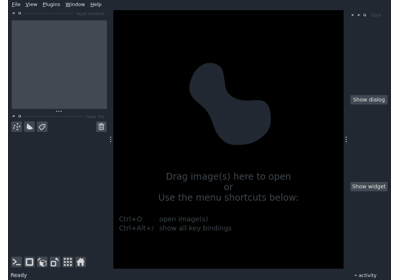 File View Plugins Window Help
layer controls
layer list
Drag image(s) here to open
or
Use the menu shortcuts below:
Ctrl+O open image(s)
Ctrl+Alt+/ show all key bindings
Show dialog
Show widget
Ready
activity